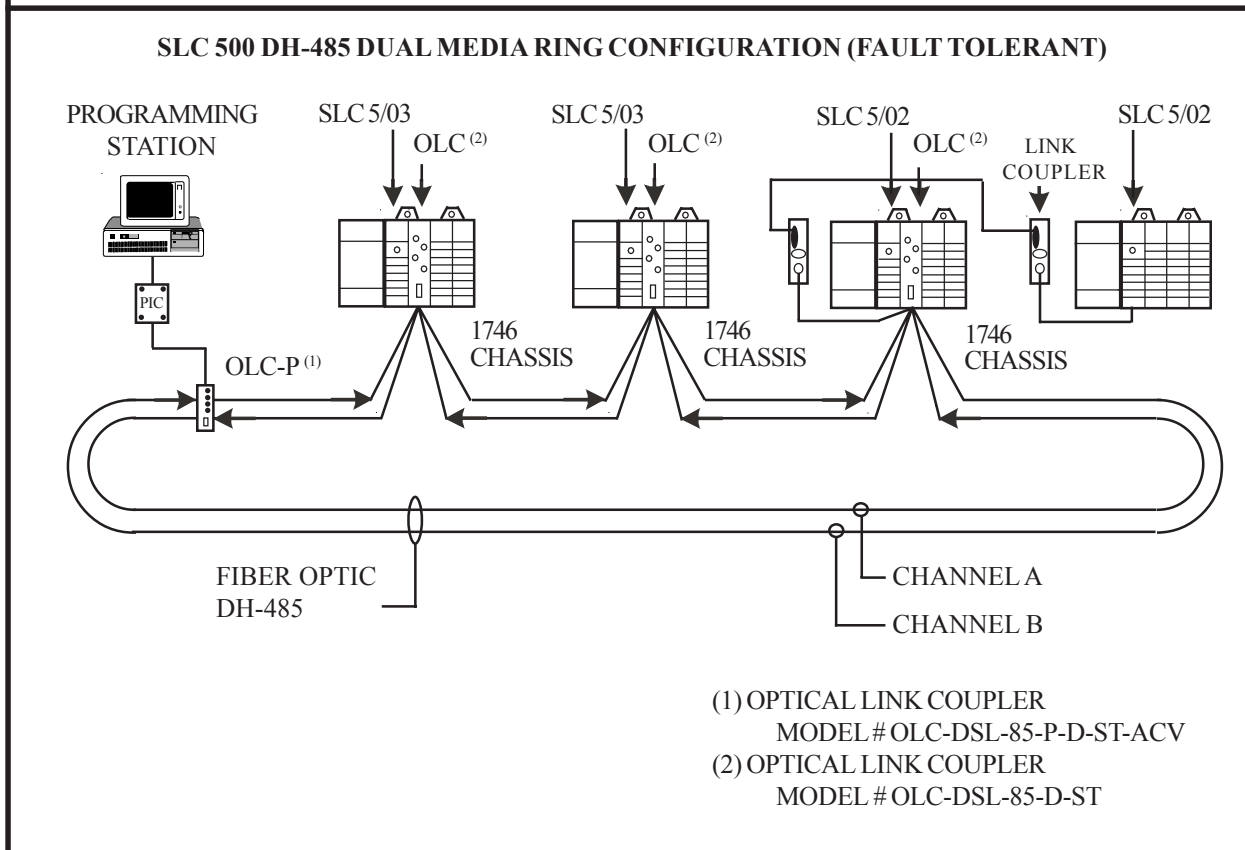 SLC 500 DH-485 DUAL MEDIA RING CONFIGURATION (FAULT TOLERANT)
PROGRAMMING
STATION
SLC 5/03
OLC (2)
SLC 5/03
OLC (2)
SLC 5/02
OLC (2)
LINK
COUPLER
SLC 5/02
PIC
OLC-P (1)
1746
CHASSIS
1746
CHASSIS
1746
CHASSIS
FIBER OPTIC
DH-485
CHANNEL A
CHANNEL B
(1) OPTICAL LINK COUPLER
MODEL # OLC-DSL-85-P-D-ST-ACV
(2) OPTICAL LINK COUPLER
MODEL # OLC-DSL-85-D-ST